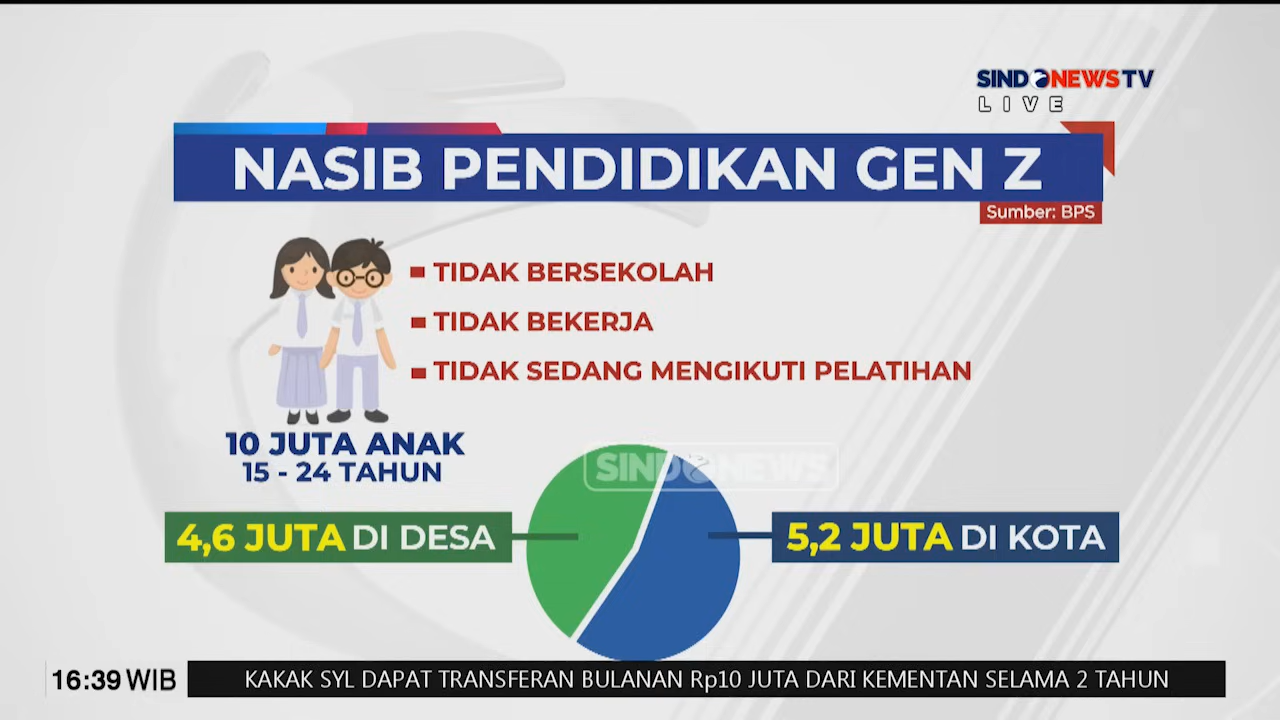 SINDONEWS TV
LIVE
NASIB PENDIDIKAN GEN Z
Sumber: BPS
TIDAK BERSEKOLAH
TIDAK BEKERJA
TIDAK SEDANG MENGIKUTI PELATIHAN
10 JUTA ANAK
15 - 24 TAHUN
SINDONEWS
4,6 JUTA DI DESA
5,2 JUTA DI KOTA
16:39 WIB
KAKAK SYL DAPAT TRANSFERAN BULANAN Rp10 JUTA DARI KEMENTAN SELAMA 2 TAHUN